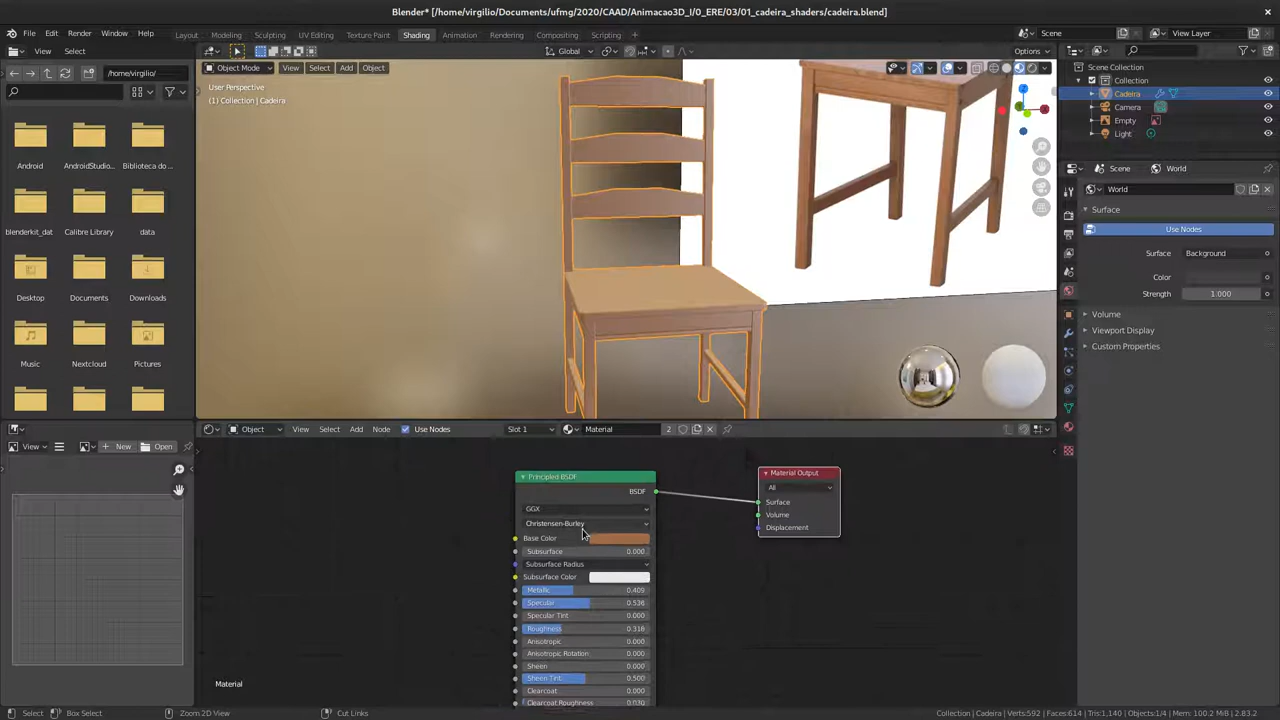 Blender* [/home/virgilio/Documents/ufmg/2020/CAAD/Animacao3D_I/0_ERE/03/01_cadeira_shaders/cadeira.blend]
File Edit Render Window Help Layout Modeling Sculpting UV Editing Texture Paint Shading Animation Rendering Compositing Scripting Scene View Layer
View Select Global Options
/home/virgilio/ Object Mode View Select Add Object
User Perspective
(1) Collection | Cadeira
Scene Collection
Collection
Cadeira
Camera
Empty
Light
Scene World
World
Surface
Use Nodes
Surface Background
Color
Strength 1.000
Volume
Viewport Display
Custom Properties
Android AndroidStudio... Biblioteca do ...
blenderkit_dat Calibre Library data
Desktop Documents Downloads
Music Nextcloud Pictures
View New Open
Object View Select Add Node Use Nodes Slot 1 Material 2
Principled BSDF
BSDF
GGX
Christensen-Burley
Base Color
Subsurface 0.000
Subsurface Radius
Subsurface Color
Metallic 0.409
Specular 0.536
Specular Tint 0.000
Roughness 0.316
Anisotropic 0.000
Anisotropic Rotation 0.000
Sheen 0.000
Sheen Tint 0.500
Clearcoat 0.000
Clearcoat Roughness 0.030
Material Output
All
Surface
Volume
Displacement
Material
Select Box Select Zoom 2D View Cut Links
Collection | Cadeira | Verts:592 | Faces:614 | Tris:1,140 | Objects:1/4 | Mem: 100.2 MiB | 2.83.2